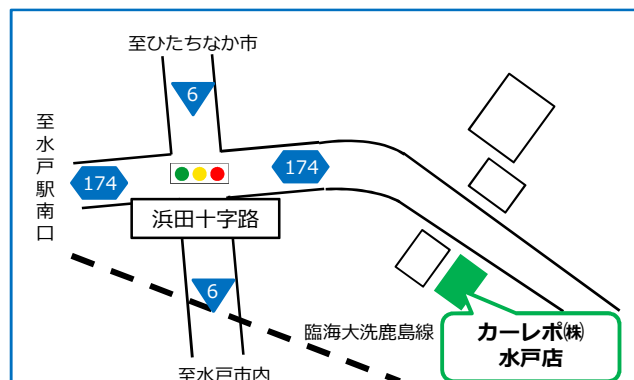 至ひたちなか市
6
至水戸駅南口
174
174
浜田十字路
6
臨海大洗鹿島線
カーレポ㈱
水戸店
至水戸市内